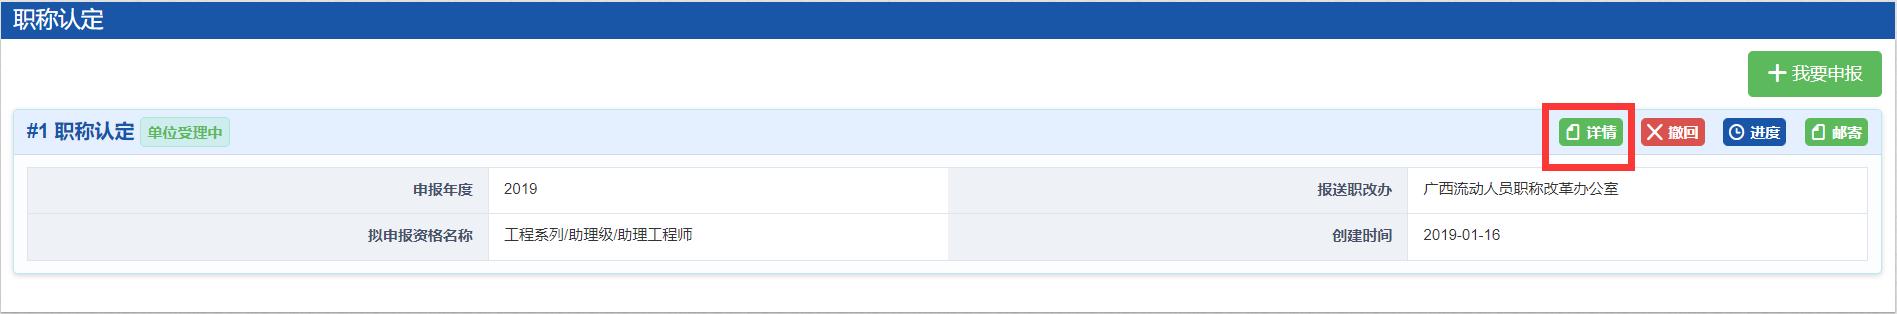 职称认定
我要申报
#1 职称认定 单位受理中 详情 撤回 进度 邮寄
申报年度 2019 报送职改办 广西流动人员职称改革办公室
拟申报资格名称 工程系列/助理级/助理工程师 创建时间 2019-01-16